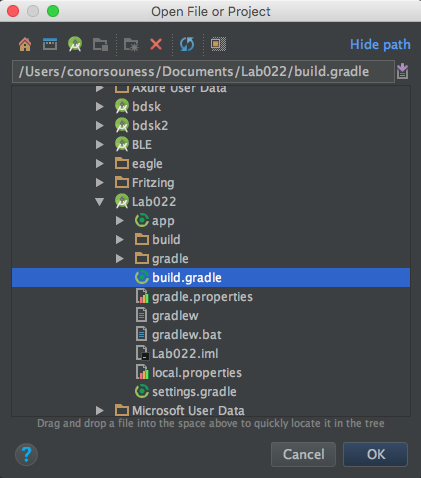 Open File or Project
Hide path
/Users/conorsouness/Documents/Lab022/build.gradle
Axure User Data
bdsk
bdsk2
BLE
eagle
Fritzing
Lab022
app
build
gradle
build.gradle
gradle.properties
gradlew
gradlew.bat
Lab022.iml
local.properties
settings.gradle
Microsoft User Data
Drag and drop a file into the space above to quickly locate it in the tree
?
Cancel
OK